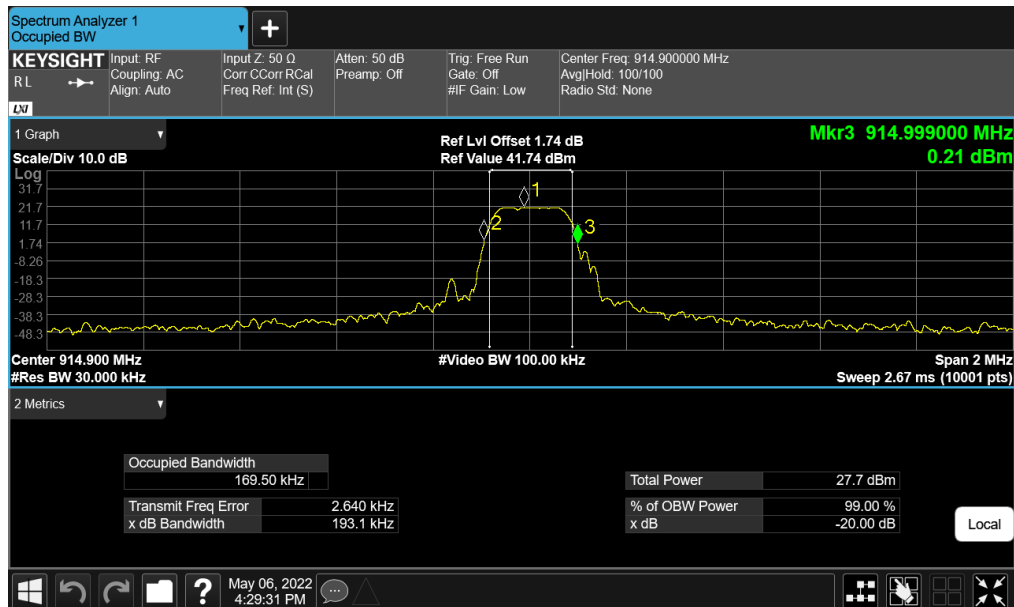 Spectrum Analyzer 1
Occupied BW
+
KEYSIGHT
RL
LXI
Input: RF
Coupling: AC
Align: Auto
Input Z: 50 Ω
Corr CCorr RCal
Freq Ref: Int (S)
Atten: 50 dB
Preamp: Off
Trig: Free Run
Gate: Off
#IF Gain: Low
Center Freq: 914.900000 MHz
Avg|Hold: 100/100
Radio Std: None
1 Graph
Scale/Div 10.0 dB
Ref Lvl Offset 1.74 dB
Ref Value 41.74 dBm
Mkr3 914.999000 MHz
0.21 dBm
Log
31.7
21.7
11.7
1.74
-8.26
-18.3
-28.3
-38.3
-48.3
1
2
3
Center 914.900 MHz
#Res BW 30.000 kHz
#Video BW 100.00 kHz
Span 2 MHz
Sweep 2.67 ms (10001 pts)
2 Metrics
Occupied Bandwidth
169.50 kHz
Transmit Freq Error 2.640 kHz
x dB Bandwidth 193.1 kHz
Total Power 27.7 dBm
% of OBW Power 99.00 %
x dB -20.00 dB
Local
?
May 06, 2022
4:29:31 PM